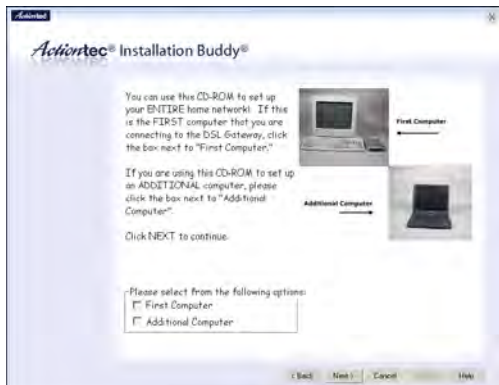 Actiontec
Actiontec® Installation Buddy®
You can use this CD-ROM to set up
your ENTIRE home network! If this
is the FIRST computer that you are
connecting to the DSL Gateway, click
the box next to "First Computer."
If you are using this CD-ROM to set up
an ADDITIONAL computer, please
click the box next to "Additional
Computer".
Click NEXT to continue.
First Computer
Additional Computer
Please select from the following options:
First Computer
Additional Computer
< Back
Next >
Cancel
Help